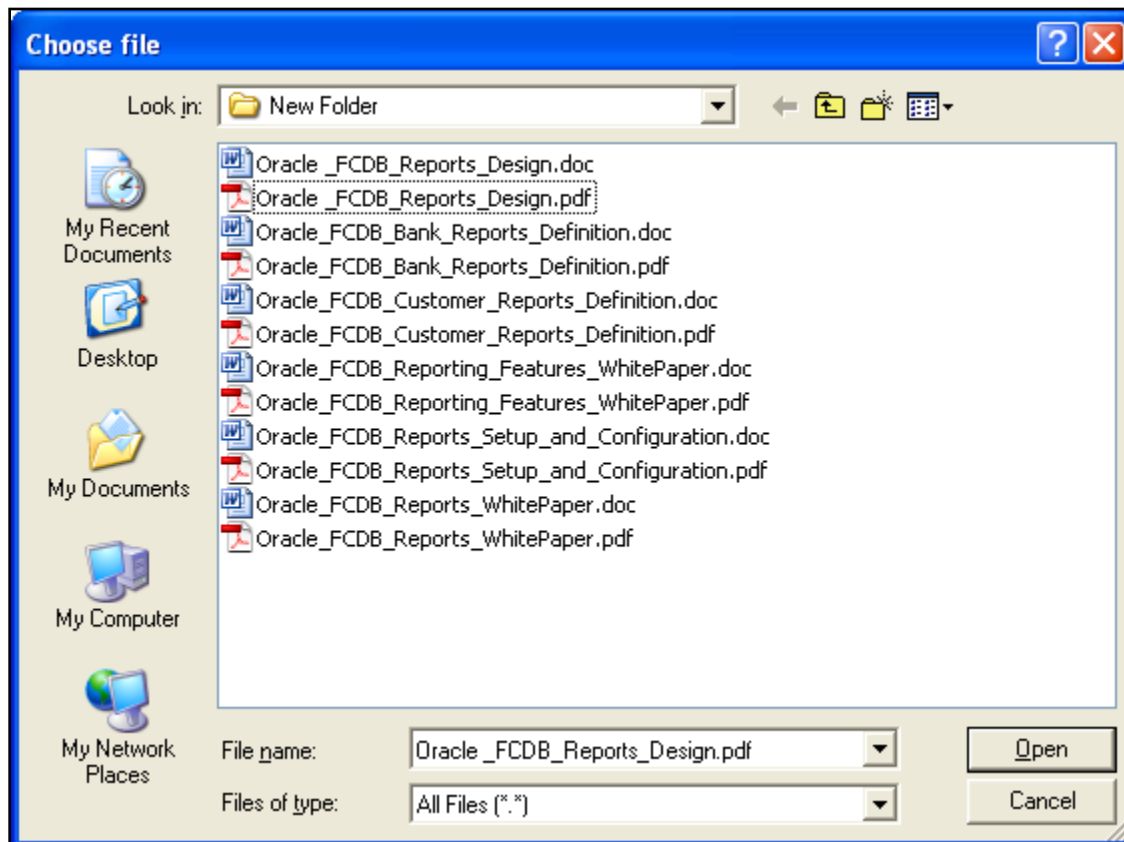 Choose file
Look in:
New Folder
My Recent
Documents
Desktop
My Documents
My Computer
My Network
Places
Oracle _FCDB_Reports_Design.doc
Oracle _FCDB_Reports_Design.pdf
Oracle_FCDB_Bank_Reports_Definition.doc
Oracle_FCDB_Bank_Reports_Definition.pdf
Oracle_FCDB_Customer_Reports_Definition.doc
Oracle_FCDB_Customer_Reports_Definition.pdf
Oracle_FCDB_Reporting_Features_WhitePaper.doc
Oracle_FCDB_Reporting_Features_WhitePaper.pdf
Oracle_FCDB_Reports_Setup_and_Configuration.doc
Oracle_FCDB_Reports_Setup_and_Configuration.pdf
Oracle_FCDB_Reports_WhitePaper.doc
Oracle_FCDB_Reports_WhitePaper.pdf
File name:
Oracle _FCDB_Reports_Design.pdf
Open
Files of type:
All Files (*.*)
Cancel